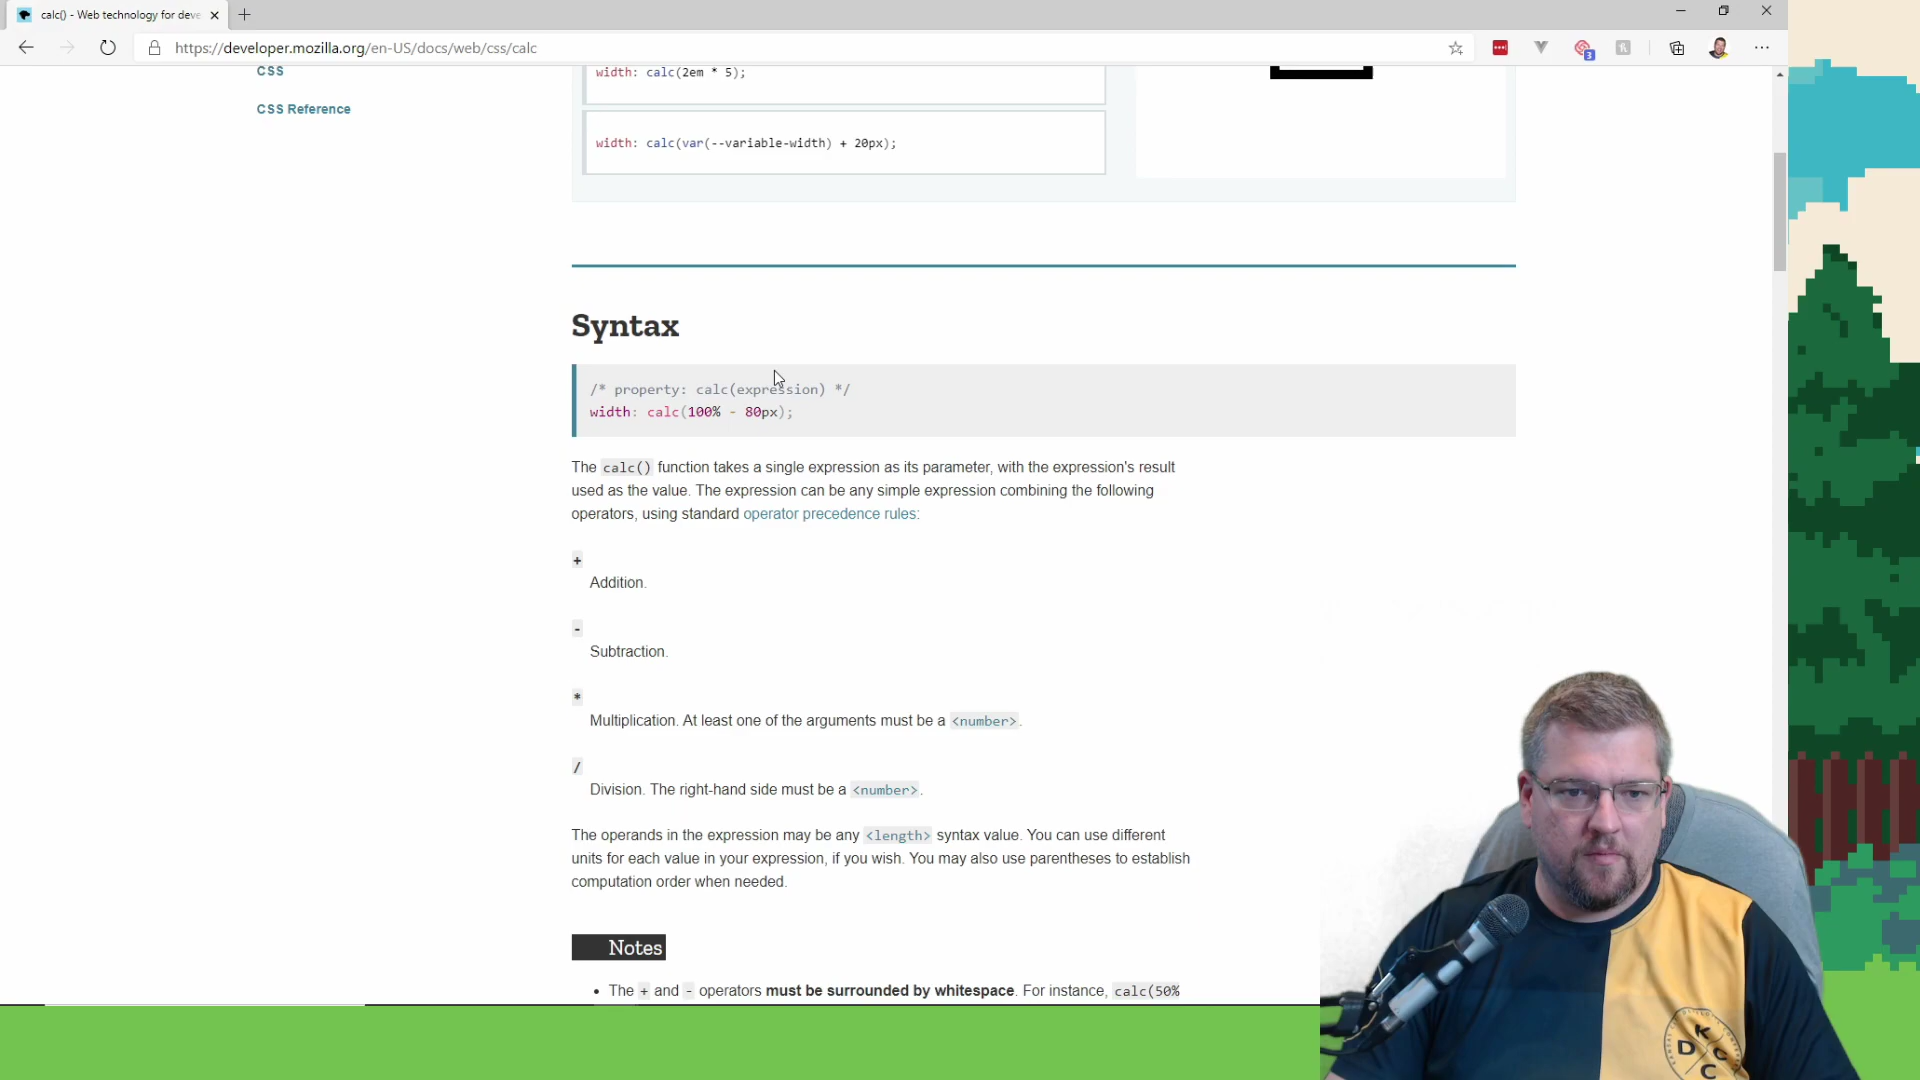 calc() - Web technology for deve
https://developer.mozilla.org/en-US/docs/web/css/calc
3
CSS
CSS Reference
width: calc(2em * 5);
width: calc(var(--variable-width) + 20px);
Syntax
/* property: calc(expression) */
width: calc(100% - 80px);
The calc() function takes a single expression as its parameter, with the expression's result
used as the value. The expression can be any simple expression combining the following
operators, using standard operator precedence rules:
+
Addition.
-
Subtraction.
*
Multiplication. At least one of the arguments must be a <number>.
/
Division. The right-hand side must be a <number>.
The operands in the expression may be any <length> syntax value. You can use different
units for each value in your expression, if you wish. You may also use parentheses to establish
computation order when needed.
Notes
• The + and - operators must be surrounded by whitespace. For instance, calc(50%
K
D C
C